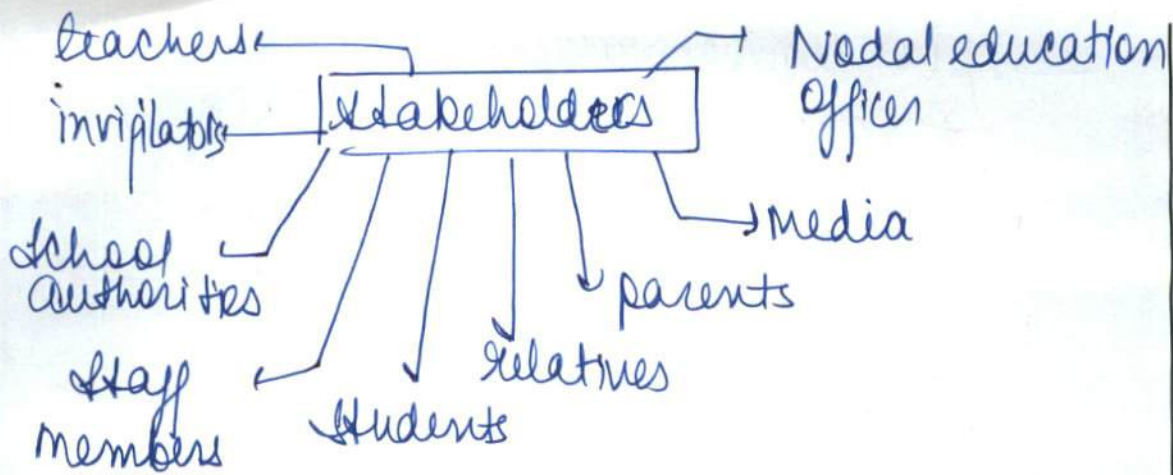 teachers
Nodal education
officer
Stakeholders
invigilators
media
School
authorities
parents
relatives
Staff
members
students